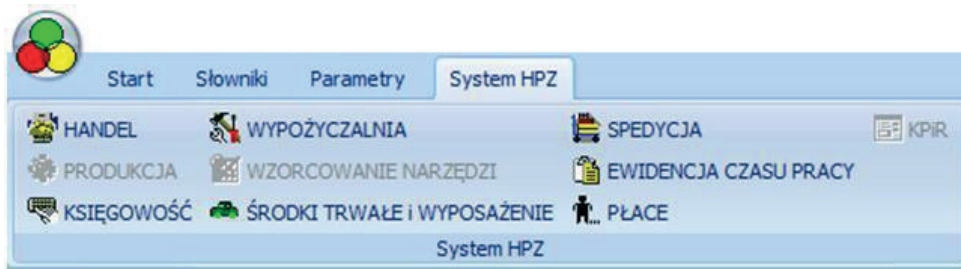 Start Słowniki Parametry System HPZ
HANDEL WYPOŻYCZALNIA SPEDYCJA KPiR
PRODUKCJA WZORCOWANIE NARZĘDZI EWIDENCJA CZASU PRACY
KSIĘGOWOŚĆ ŚRODKI TRWAŁE i WYPOSAŻENIE PŁACE
System HPZ